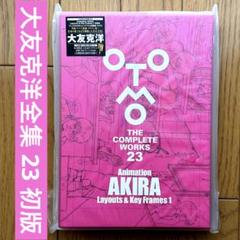 大友克洋全集 23 初版
大友克洋
OTOMO
THE COMPLETE
WORKS
23
Animation
AKIRA
Layouts & Key Frames 1